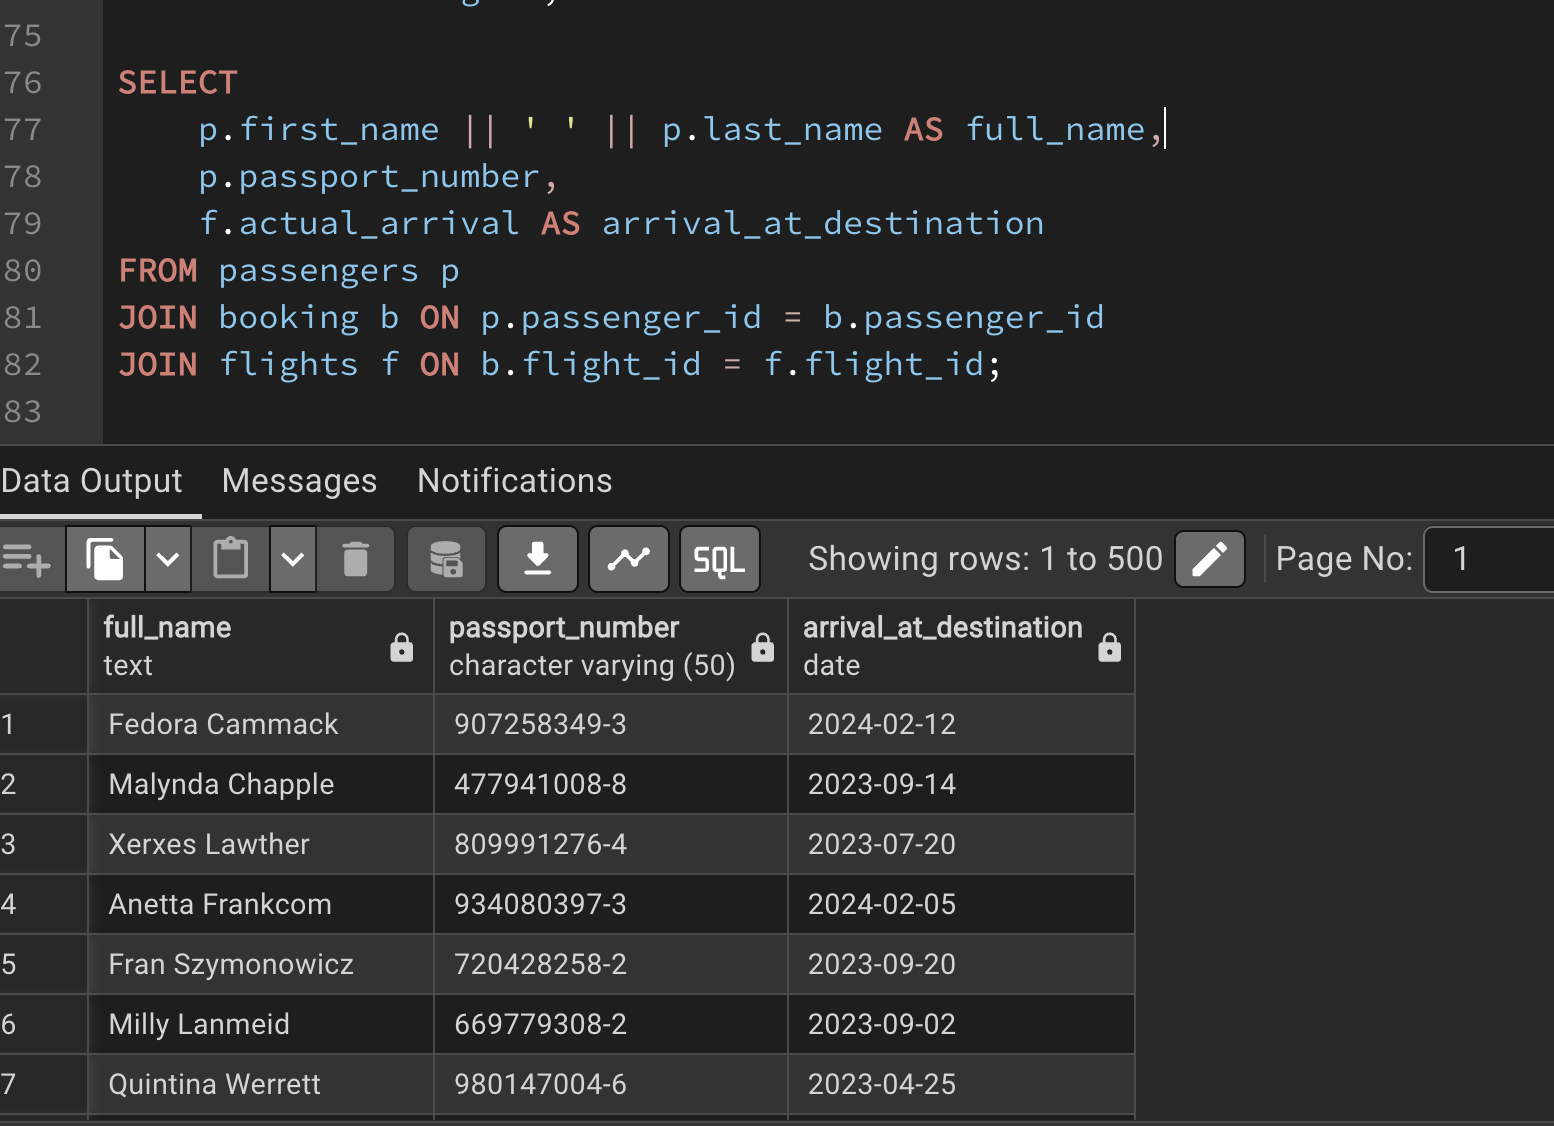 75
76 SELECT
77 p.first_name || ' ' || p.last_name AS full_name,
78 p.passport_number,
79 f.actual_arrival AS arrival_at_destination
80 FROM passengers p
81 JOIN booking b ON p.passenger_id = b.passenger_id
82 JOIN flights f ON b.flight_id = f.flight_id;
83
Data Output Messages Notifications
SQL Showing rows: 1 to 500 Page No: 1
full_name passport_number arrival_at_destination
text character varying (50) date
1 Fedora Cammack 907258349-3 2024-02-12
2 Malynda Chapple 477941008-8 2023-09-14
3 Xerxes Lawther 809991276-4 2023-07-20
4 Anetta Frankcom 934080397-3 2024-02-05
5 Fran Szymonowicz 720428258-2 2023-09-20
6 Milly Lanmeid 669779308-2 2023-09-02
7 Quintina Werrett 980147004-6 2023-04-25